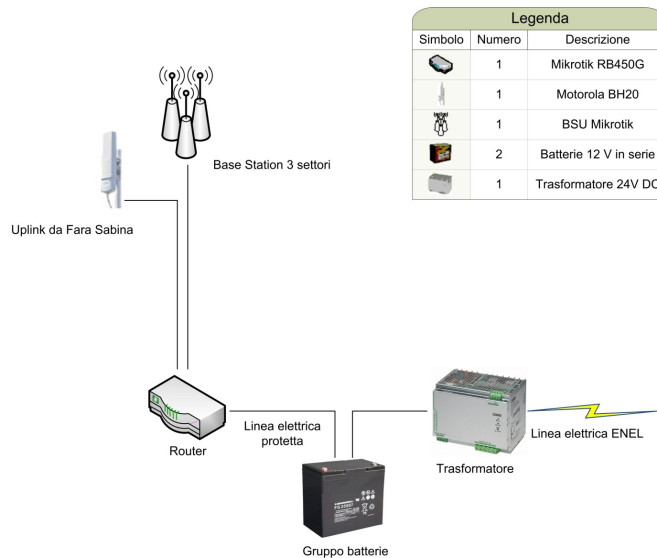 Legenda
Simbolo Numero Descrizione
1 Mikrotik RB450G
1 Motorola BH20
1 BSU Mikrotik
2 Batterie 12 V in serie
1 Trasformatore 24V DC
Base Station 3 settori
Uplink da Fara Sabina
Linea elettrica
protetta
Router
Linea elettrica ENEL
Trasformatore
Gruppo batterie